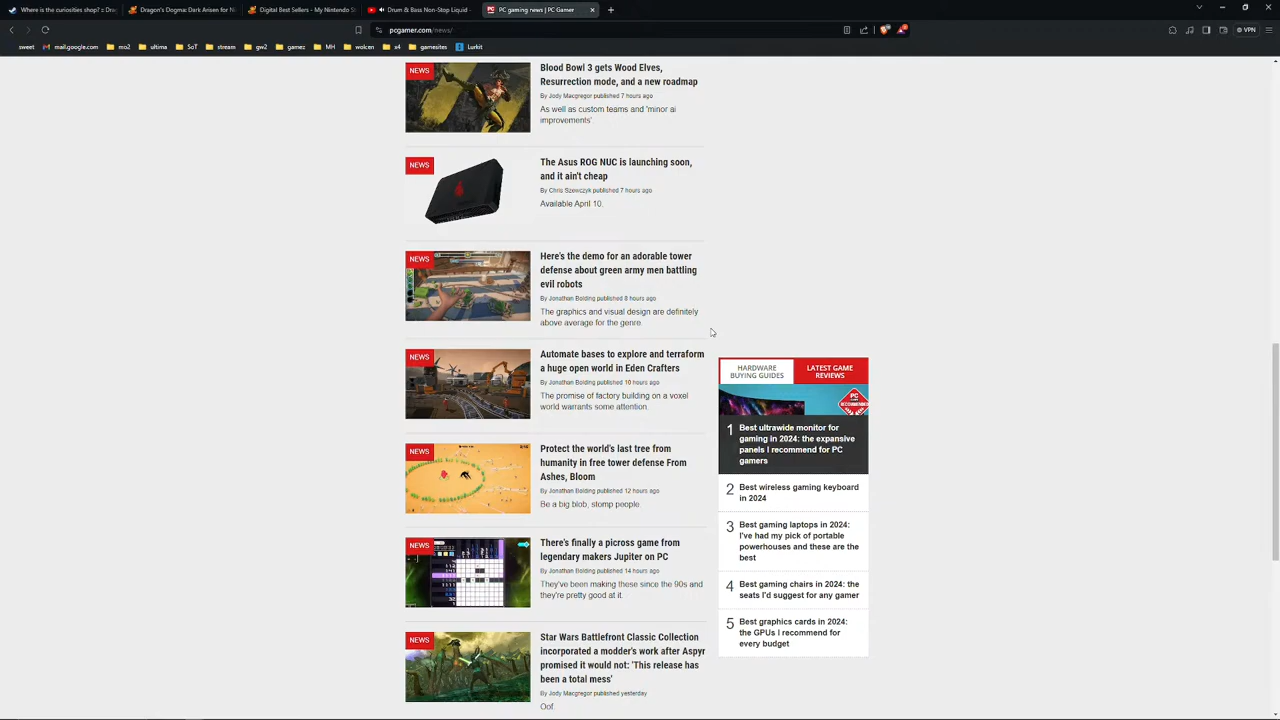 Where is the curiosities shop? :: Dra
Dragon's Dogma: Dark Arisen for Ni
Digital Best Sellers - My Nintendo St
Drum & Bass Non-Stop Liquid -
PC gaming news | PC Gamer
pcgamer.com/news/
VPN
sweet
mail.google.com
mo2
ultima
SoT
stream
gw2
gamez
MH
wolcen
x4
gamesites
Lurkit
NEWS
Blood Bowl 3 gets Wood Elves,
Resurrection mode, and a new roadmap
By Jody Macgregor published 7 hours ago
As well as custom teams and 'minor ai
improvements'.
NEWS
The Asus ROG NUC is launching soon,
and it ain't cheap
By Chris Szewczyk published 7 hours ago
Available April 10.
NEWS
Here's the demo for an adorable tower
defense about green army men battling
evil robots
By Jonathan Bolding published 8 hours ago
The graphics and visual design are definitely
above average for the genre.
NEWS
Automate bases to explore and terraform
a huge open world in Eden Crafters
By Jonathan Bolding published 10 hours ago
The promise of factory building on a voxel
world warrants some attention.
NEWS
Protect the world's last tree from
humanity in free tower defense From
Ashes, Bloom
By Jonathan Bolding published 12 hours ago
Be a big blob, stomp people.
NEWS
There's finally a picross game from
legendary makers Jupiter on PC
By Jonathan Bolding published 14 hours ago
They've been making these since the 90s and
they're pretty good at it.
NEWS
Star Wars Battlefront Classic Collection
incorporated a modder's work after Aspyr
promised it would not: 'This release has
been a total mess'
By Jody Macgregor published yesterday
Oof.
HARDWARE
BUYING GUIDES
LATEST GAME
REVIEWS
PC
RECOMMENDED
1 Best ultrawide monitor for
gaming in 2024: the expansive
panels I recommend for PC
gamers
2 Best wireless gaming keyboard
in 2024
3 Best gaming laptops in 2024:
I've had my pick of portable
powerhouses and these are the
best
4 Best gaming chairs in 2024: the
seats I'd suggest for any gamer
5 Best graphics cards in 2024:
the GPUs I recommend for
every budget